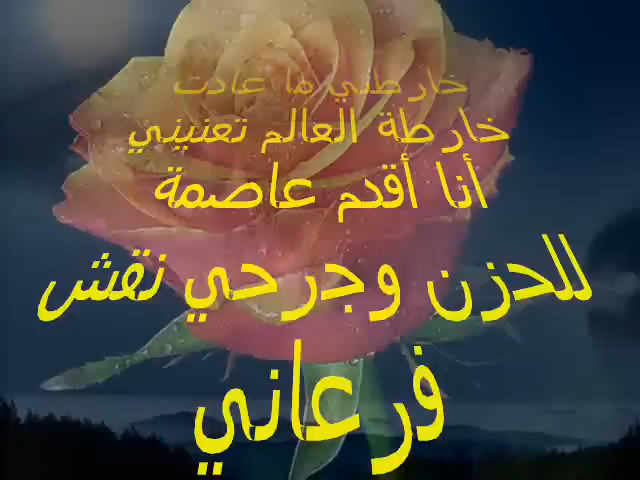 خارطتي ما عادت
خارطة العالم تعنيني
أنا أقدم عاصمة
للحزن وجرحي نقش
فرعاني